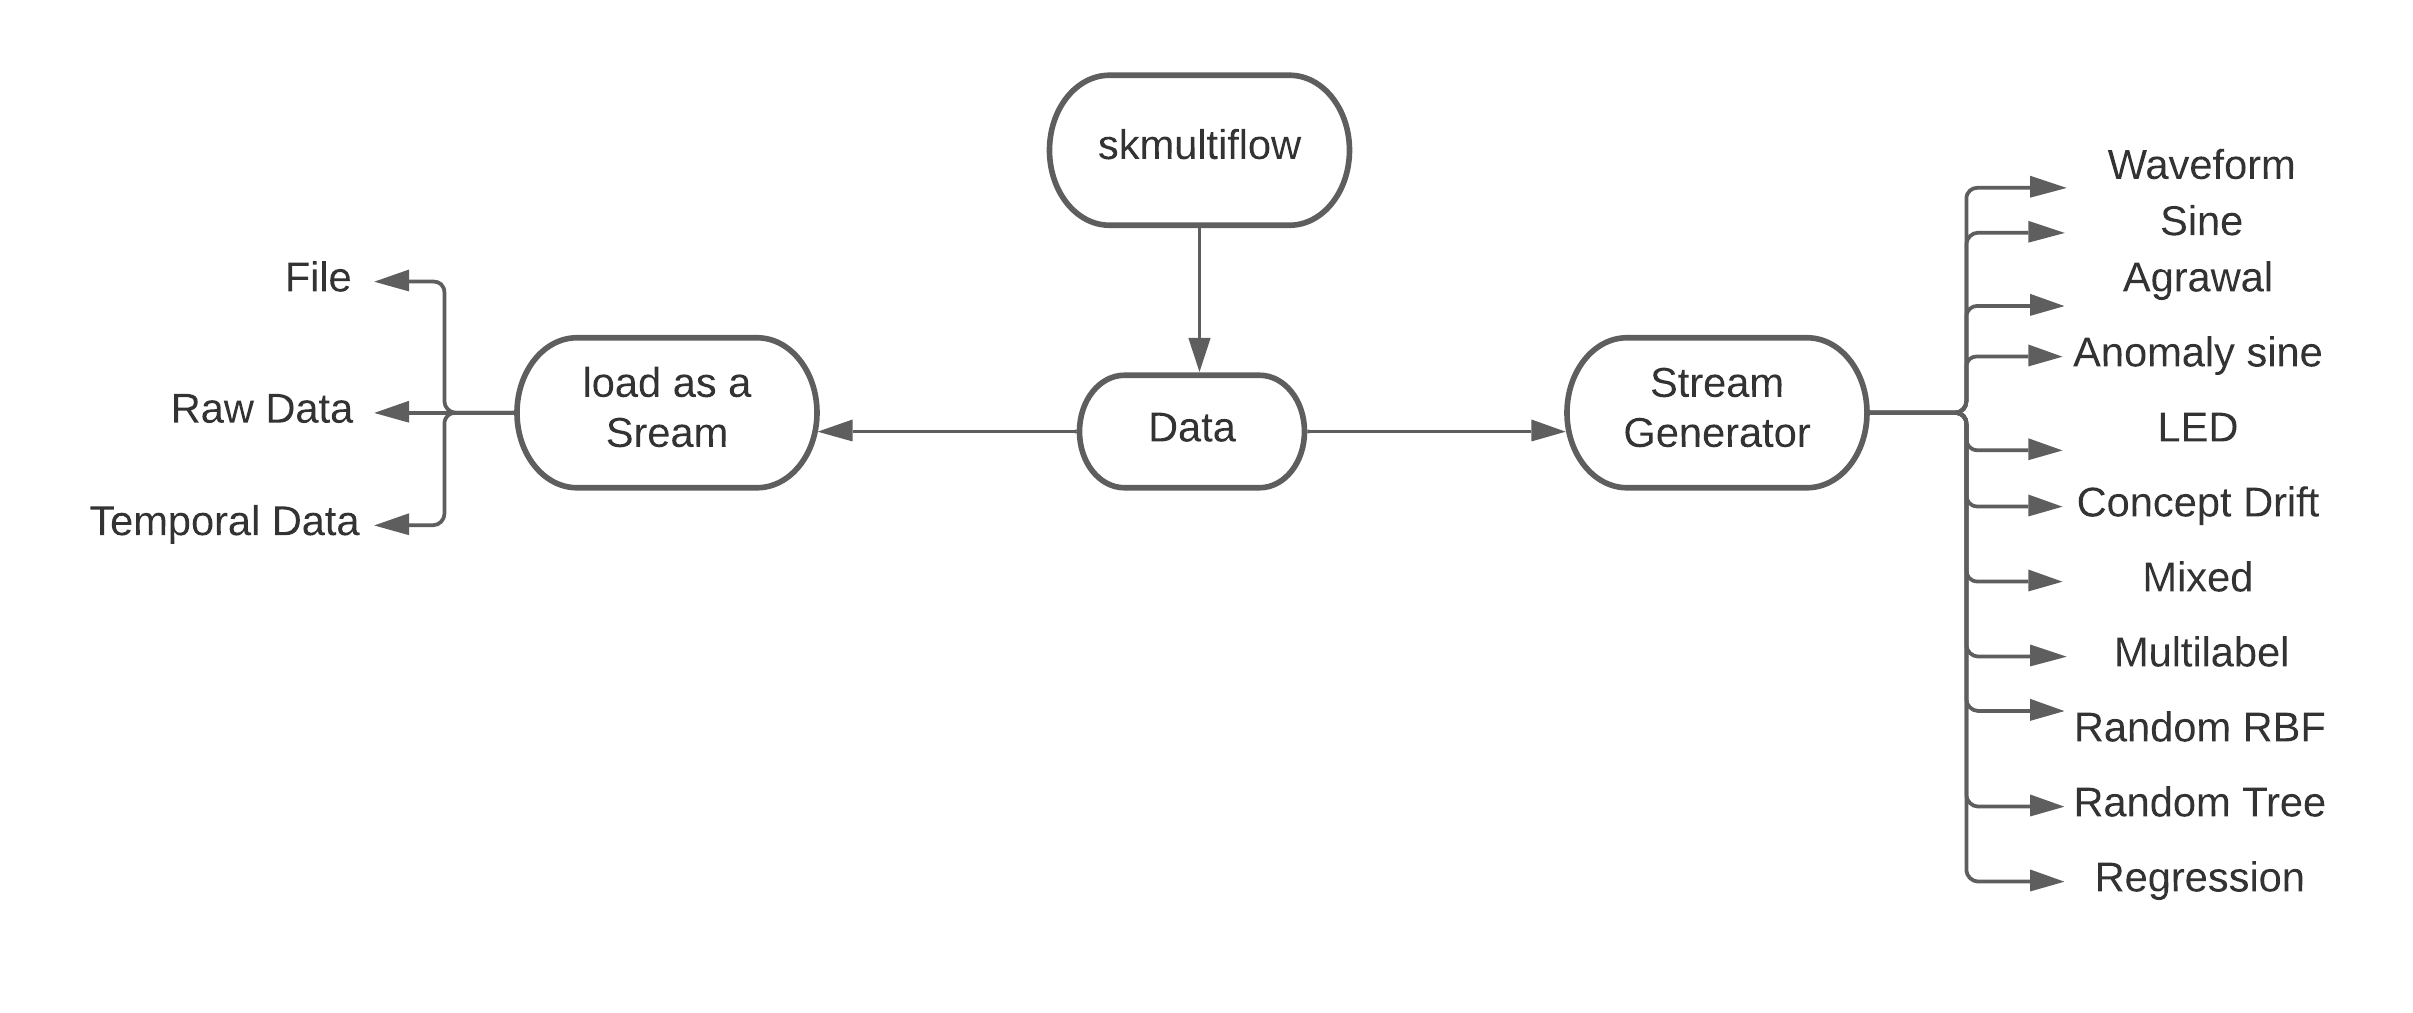 skmultiflow
Data
load as a
Sream
File
Raw Data
Temporal Data
Stream
Generator
Waveform
Sine
Agrawal
Anomaly sine
LED
Concept Drift
Mixed
Multilabel
Random RBF
Random Tree
Regression